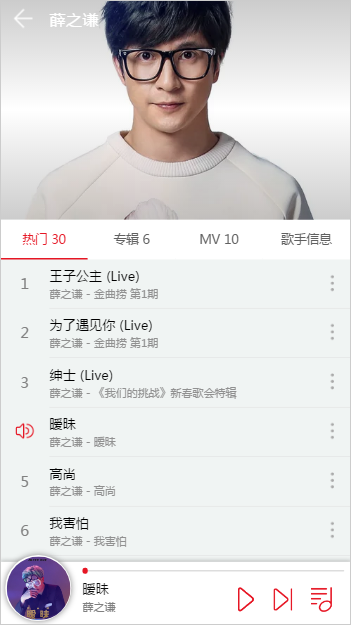 薛之谦
热门 30 专辑 6 MV 10 歌手信息
1 王子公主 (Live)
薛之谦 - 金曲捞 第1期
2 为了遇见你 (Live)
薛之谦 - 金曲捞 第1期
3 绅士 (Live)
薛之谦 - 《我们的挑战》新春歌会特辑
暧昧
薛之谦 - 暧昧
5 高尚
薛之谦 - 高尚
6 我害怕
薛之谦 - 我害怕
暧昧
暧昧
薛之谦